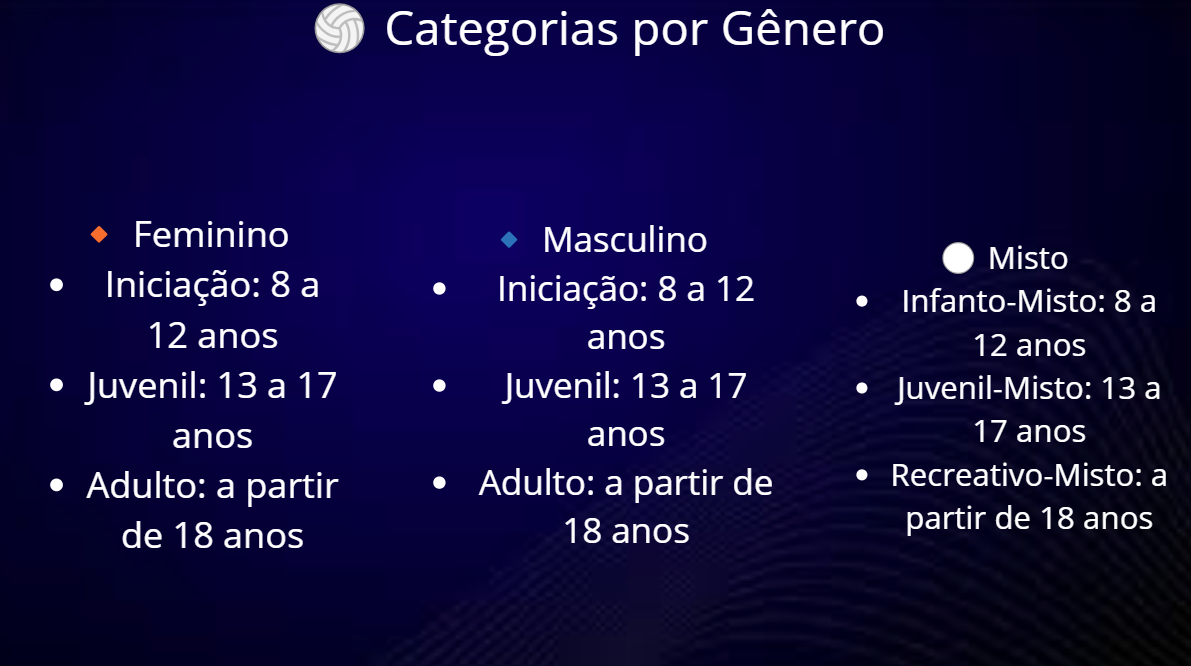 Categorias por Gênero
Feminino
Iniciação: 8 a
12 anos
Juvenil: 13 a 17
anos
Adulto: a partir
de 18 anos
Masculino
Iniciação: 8 a 12
anos
Juvenil: 13 a 17
anos
Adulto: a partir de
18 anos
Misto
Infanto-Misto: 8 a
12 anos
Juvenil-Misto: 13 a
17 anos
Recreativo-Misto: a
partir de 18 anos